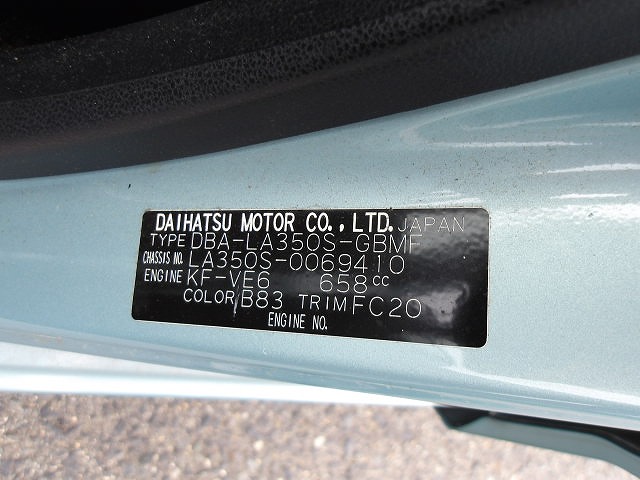 DAIHATSU MOTOR CO., LTD. JAPAN
TYPE DBA-LA350S-GBMF
CHASSIS NO. LA350S-0069410
ENGINE KF-VE6 658cc
COLOR B83 TRIM FC20
ENGINE NO.